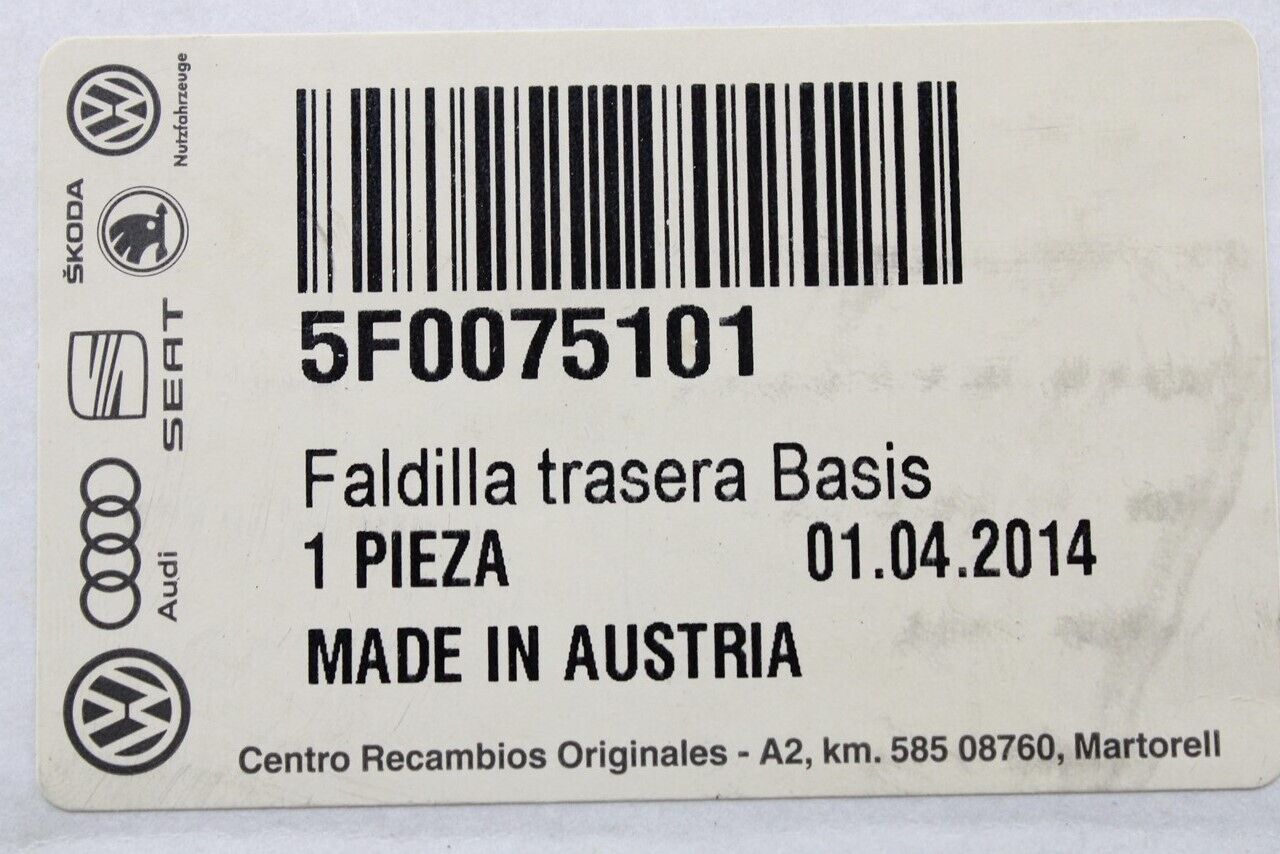 5F0075101
Faldilla trasera Basis
1 PIEZA 01.04.2014
MADE IN AUSTRIA
Centro Recambios Originales - A2, km. 585 08760, Martorell
Nutzfahrzeuge
ŠKODA
SEAT
Audi